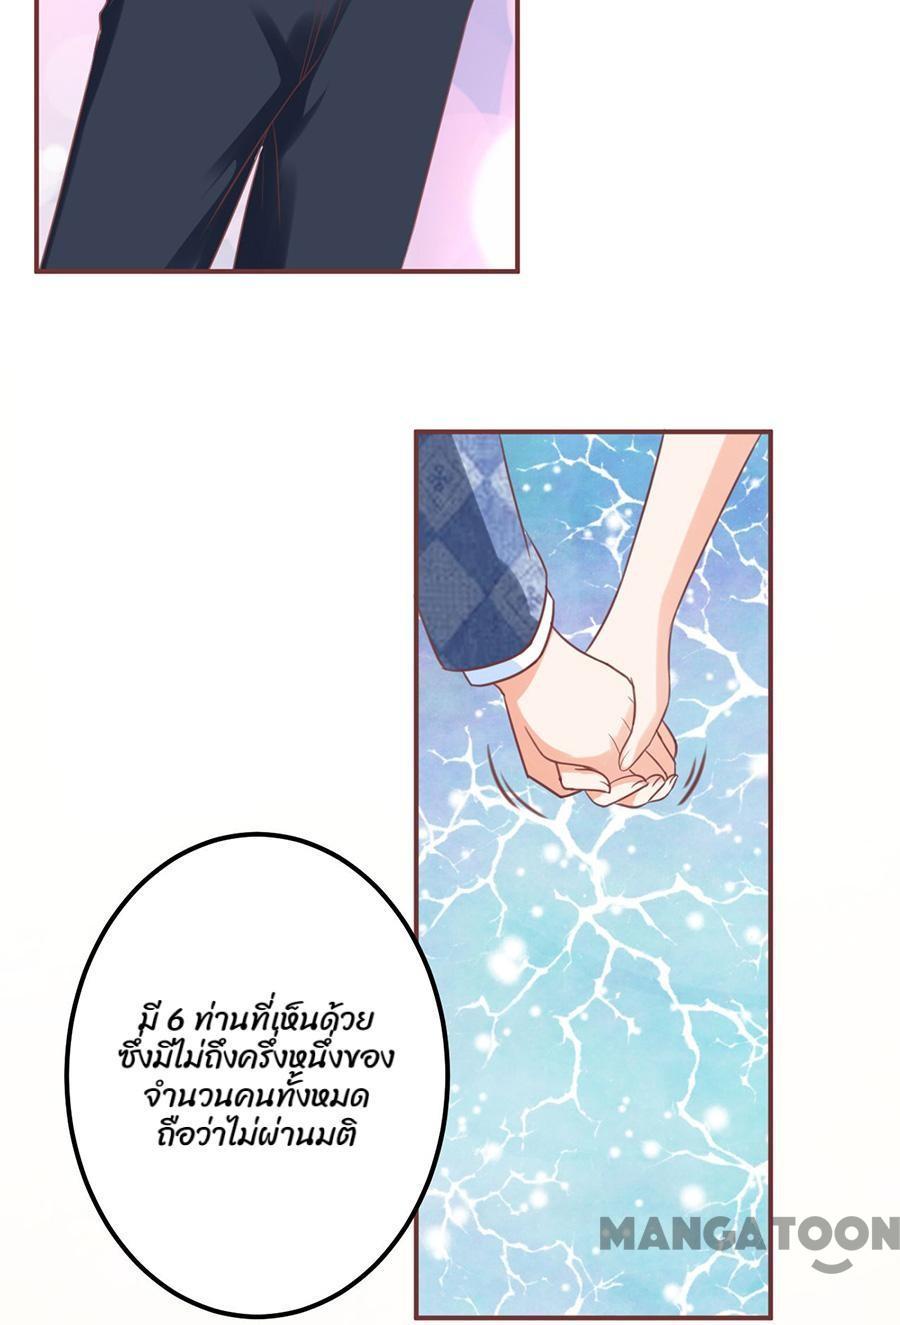 มี 6 ท่านที่เห็นด้วย
ซึ่งมีไม่ถึงครึ่งหนึ่งของ
จำนวนคนทั้งหมด
ถือว่าไม่ผ่านมติ
MANGATOON